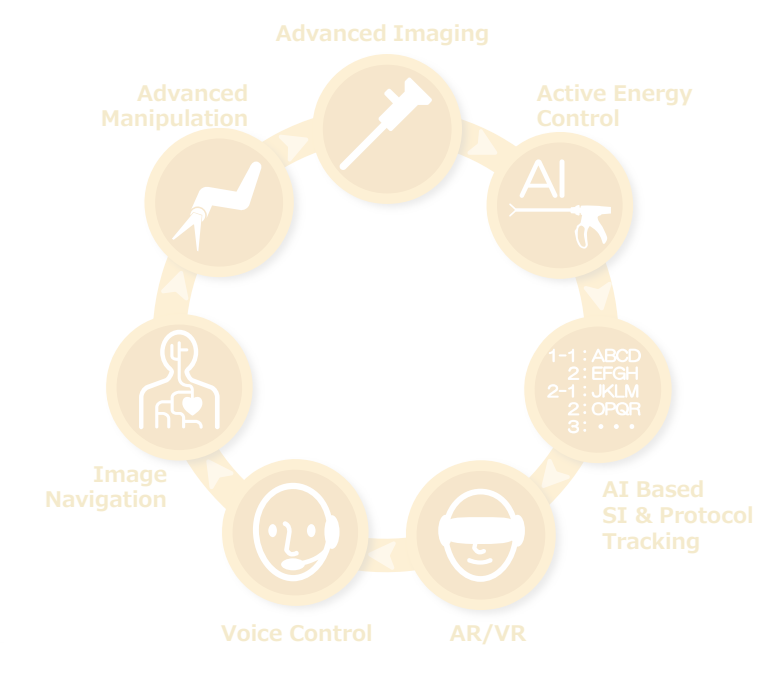 Advanced Imaging
Advanced
Manipulation
Active Energy
Control
AI
1-1 : ABCD
2 : EFGH
2-1 : JKLM
2 : OPQR
3 : ・・・
Image
Navigation
AI Based
SI & Protocol
Tracking
Voice Control
AR/VR